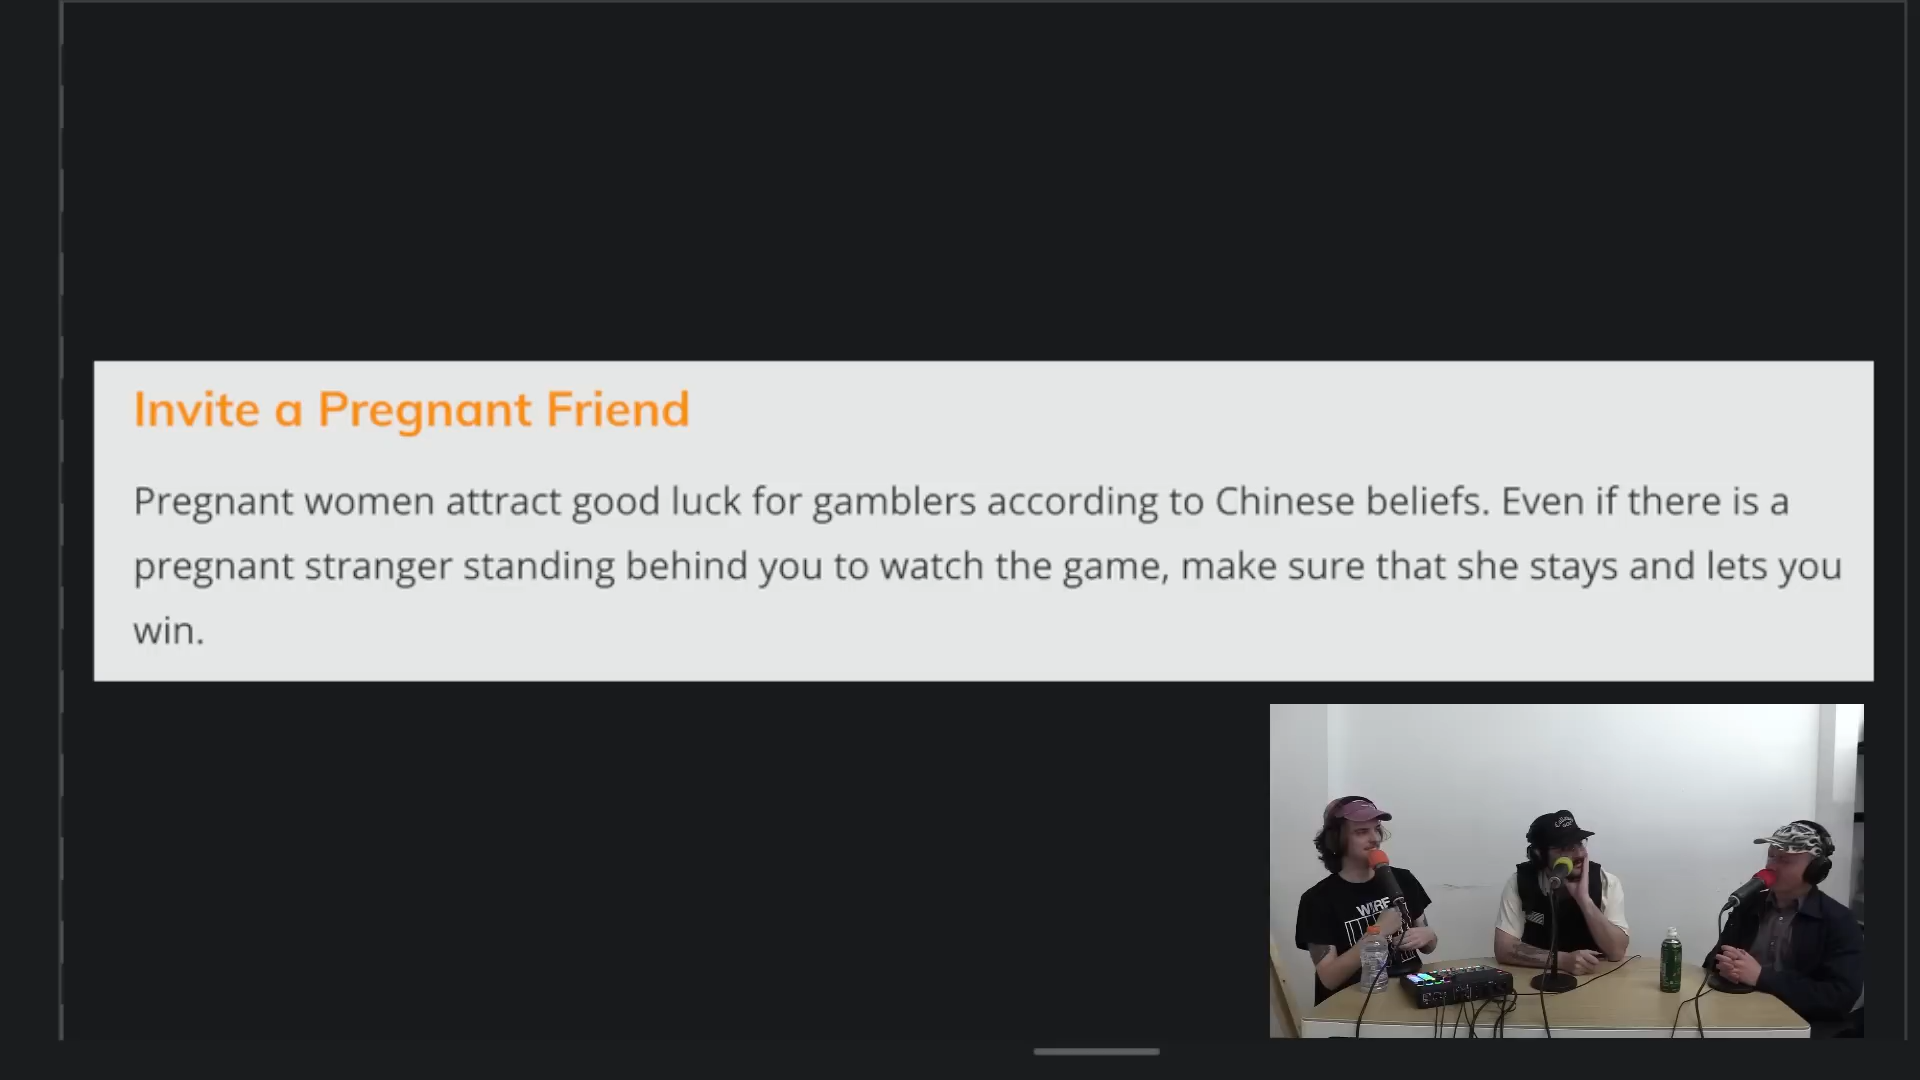 Invite a Pregnant Friend
Pregnant women attract good luck for gamblers according to Chinese beliefs. Even if there is a
pregnant stranger standing behind you to watch the game, make sure that she stays and lets you
win.
WIRE